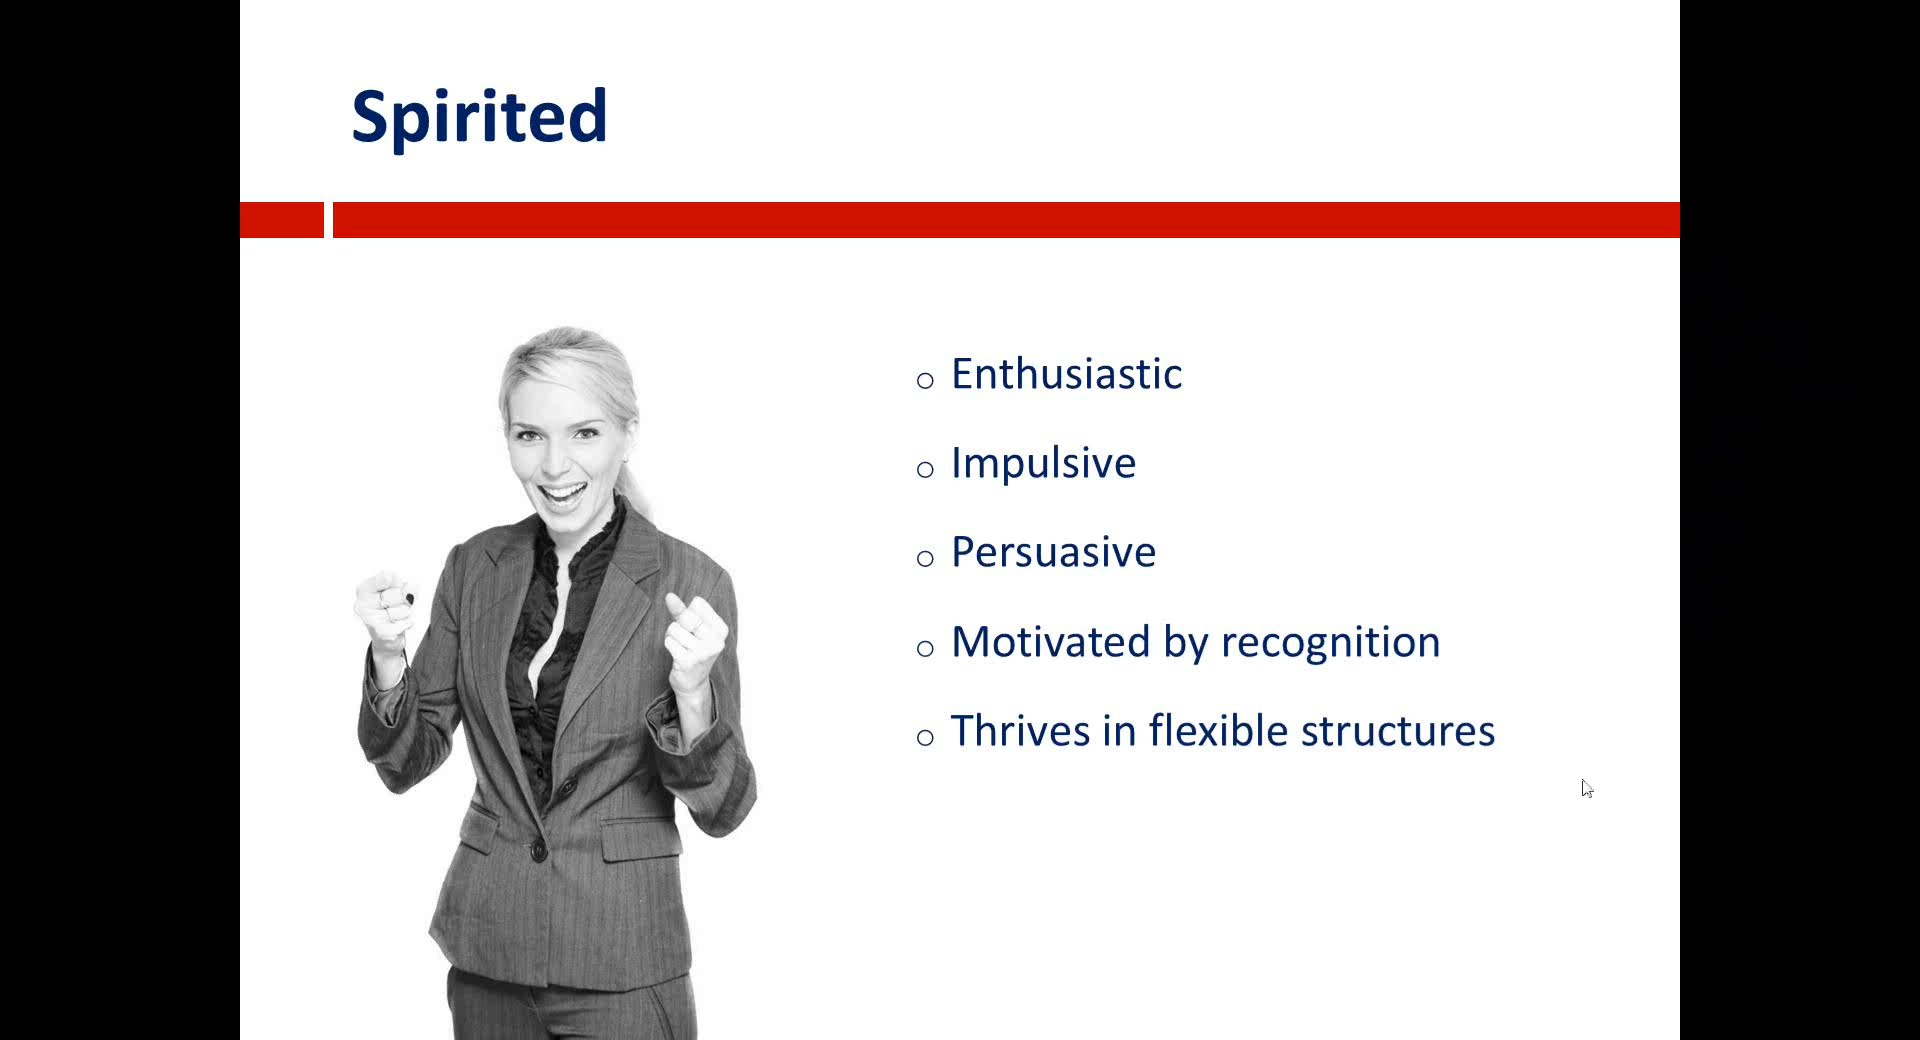 Spirited
Enthusiastic
Impulsive
Persuasive
Motivated by recognition
Thrives in flexible structures